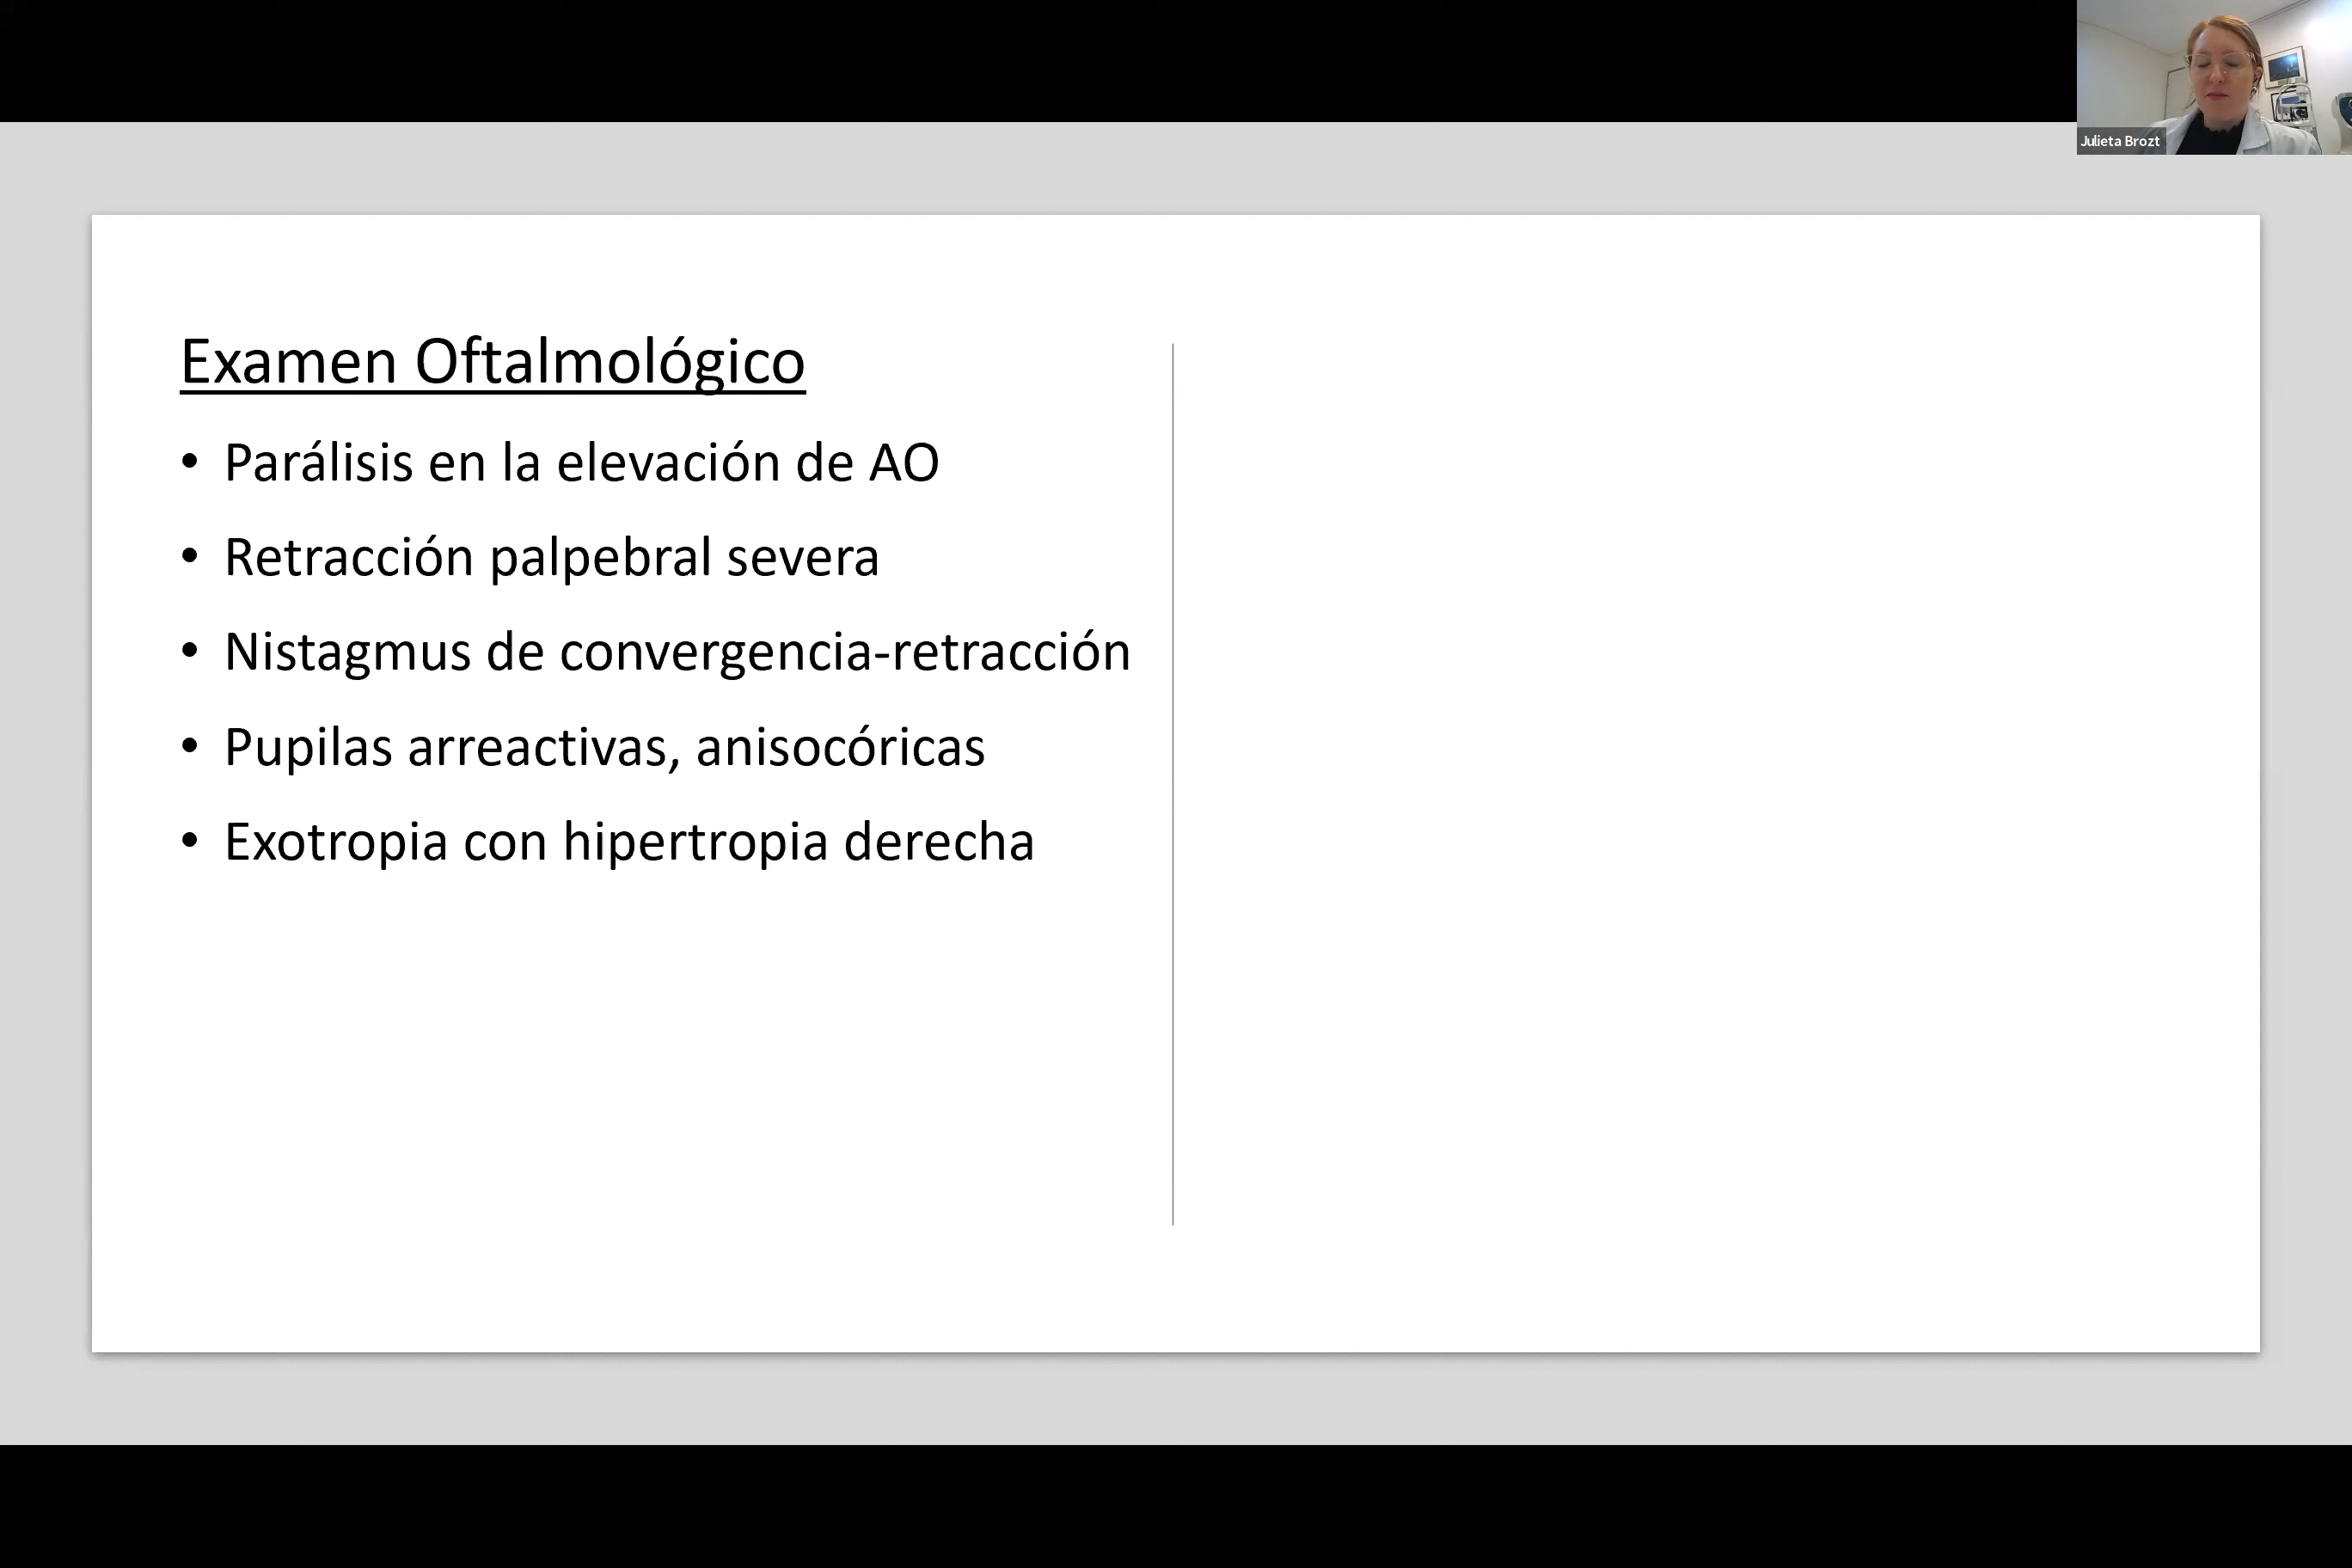 Julieta Brozt
Examen Oftalmológico
• Parálisis en la elevación de AO
• Retracción palpebral severa
• Nistagmus de convergencia-retracción
• Pupilas arreactivas, anisocóricas
• Exotropia con hipertropia derecha